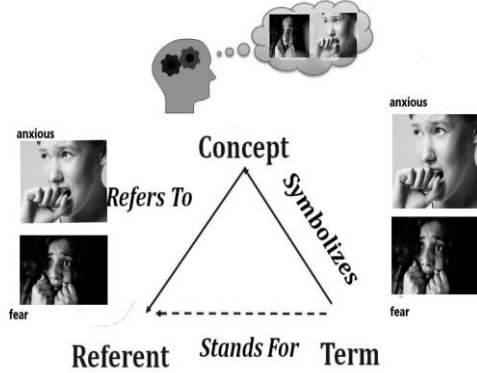 anxious
anxious
Concept
Refers To
Symbolizes
fear
fear
Stands For
Referent
Term